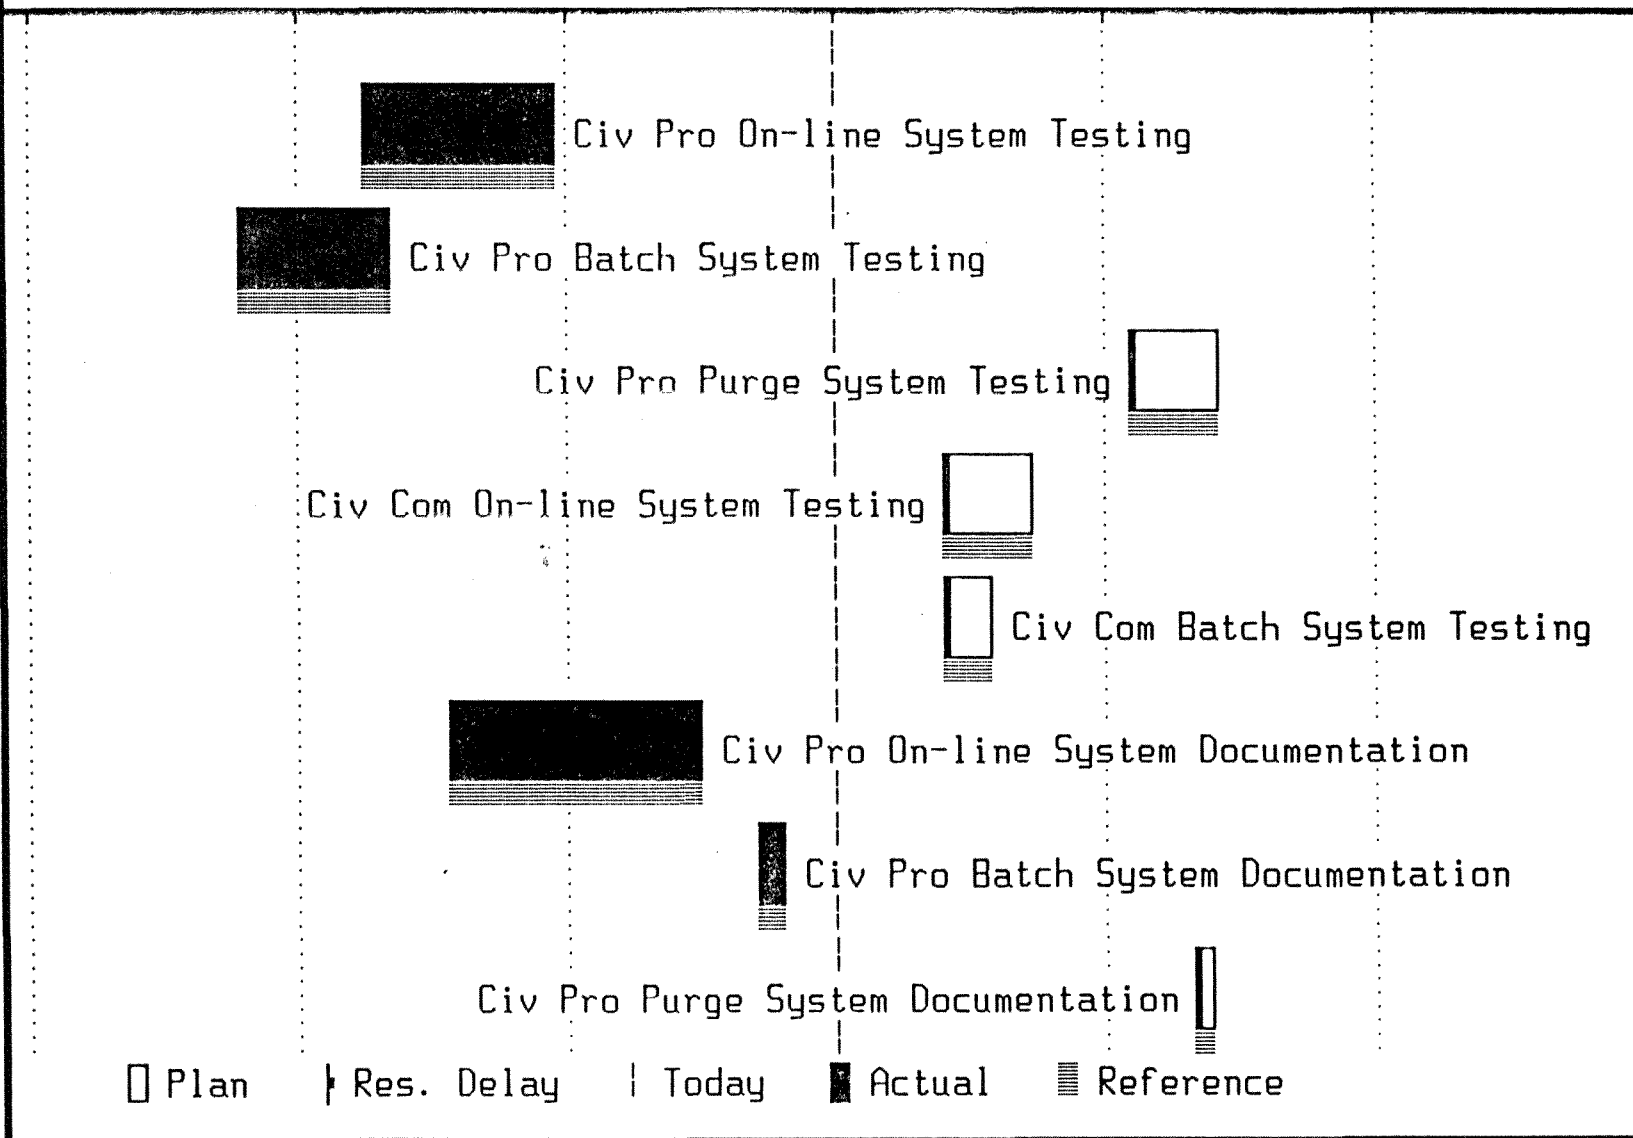 Civ Pro On-line System Testing
Civ Pro Batch System Testing
Civ Pro Purge System Testing
Civ Com On-line System Testing
Civ Com Batch System Testing
Civ Pro On-line System Documentation
Civ Pro Batch System Documentation
Civ Pro Purge System Documentation
Plan Res. Delay Today Actual Reference